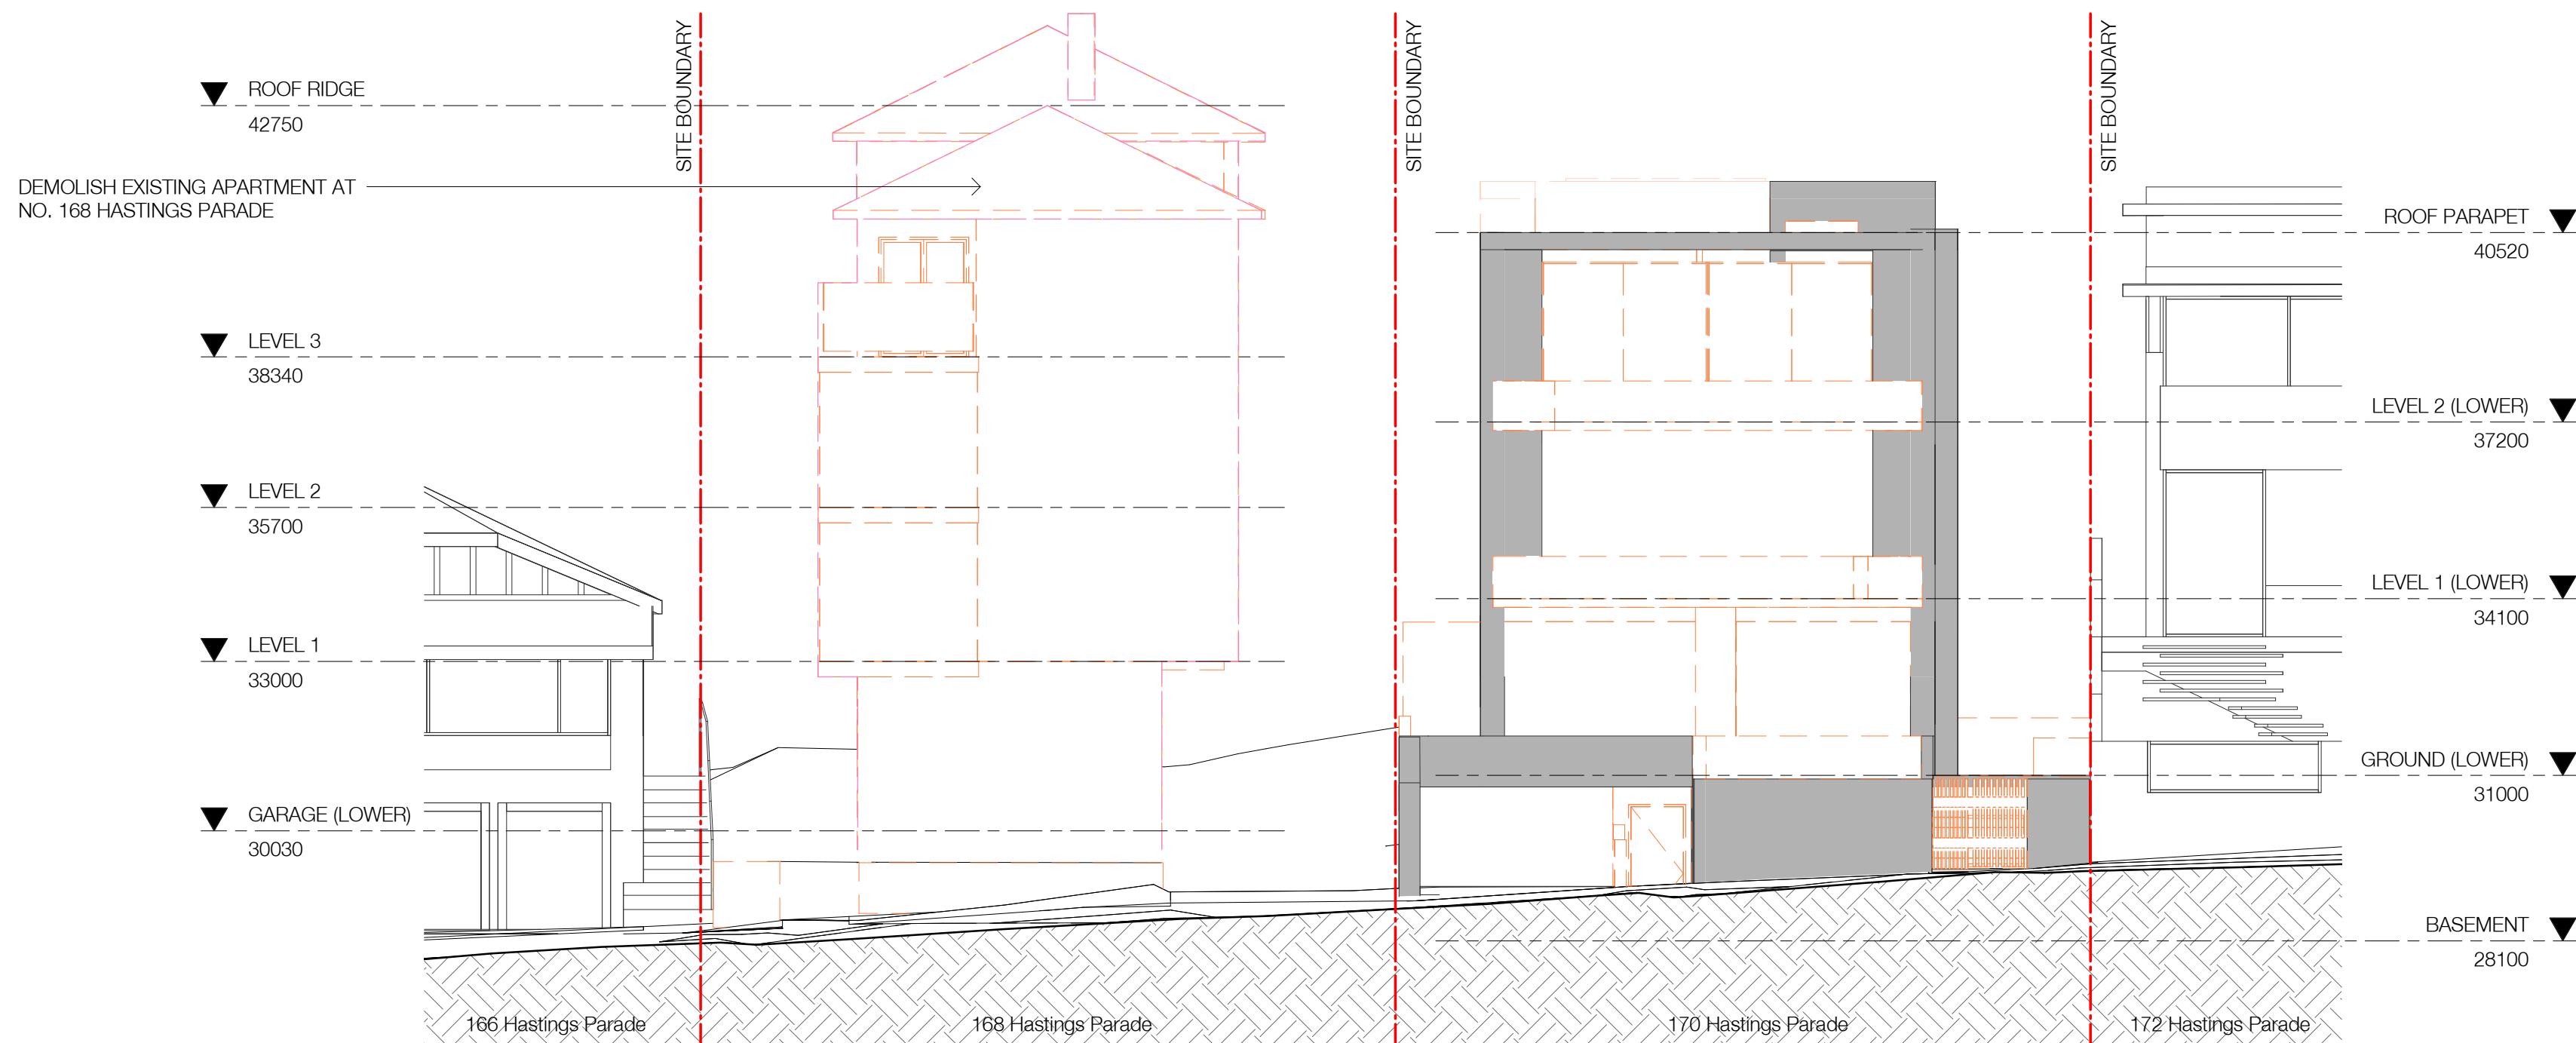 SITE BOUNDARY
SITE BOUNDARY
SITE BOUNDARY
ROOF RIDGE
42750
DEMOLISH EXISTING APARTMENT AT
NO. 168 HASTINGS PARADE
LEVEL 3
38340
LEVEL 2
35700
LEVEL 1
33000
GARAGE (LOWER)
30030
ROOF PARAPET
40520
LEVEL 2 (LOWER)
37200
LEVEL 1 (LOWER)
34100
GROUND (LOWER)
31000
BASEMENT
28100
166 Hastings Parade
168 Hastings Parade
170 Hastings Parade
172 Hastings Parade